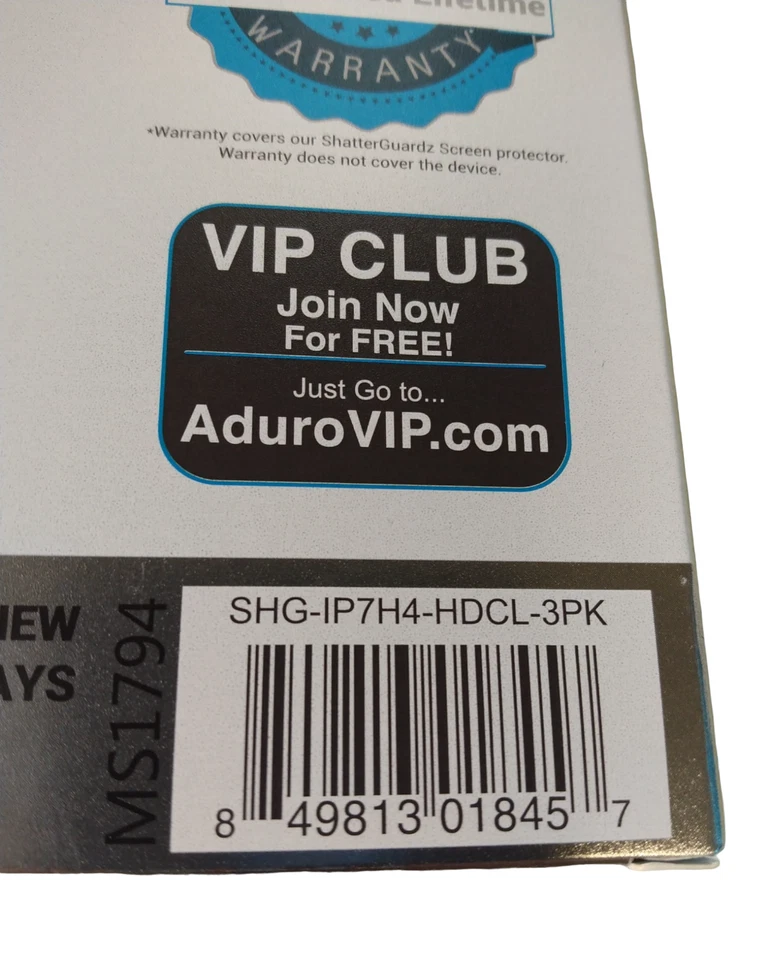 Lifetime
WARRANTY
*Warranty covers our ShatterGuardz Screen protector.
Warranty does not cover the device.
VIP CLUB
Join Now
For FREE!
Just Go to...
AduroVIP.com
MS1794
SHG-IP7H4-HDCL-3PK
8 49813 01845 7